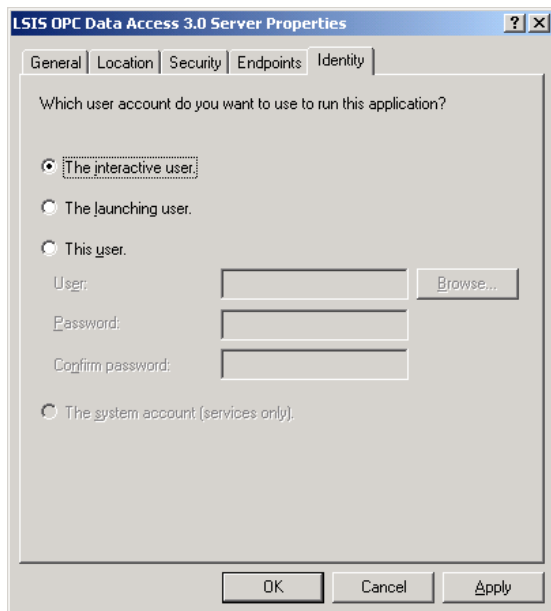 LSIS OPC Data Access 3.0 Server Properties
General Location Security Endpoints Identity
Which user account do you want to use to run this application?
The interactive user.
The launching user.
This user.
User:
Browse...
Password:
Confirm password:
The system account (services only).
OK Cancel Apply